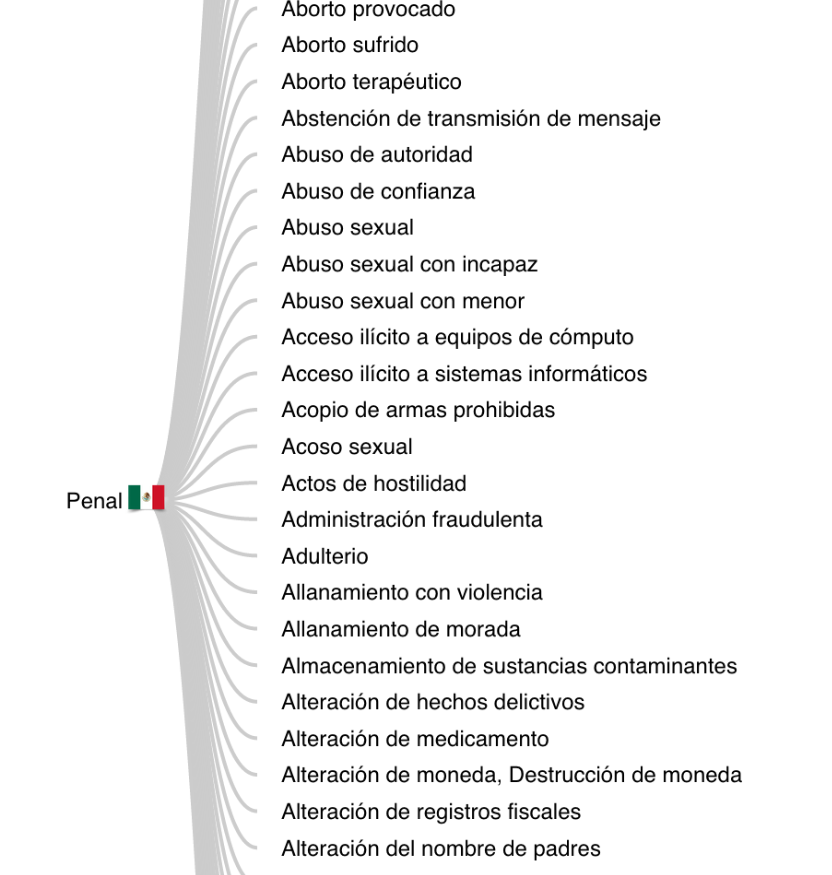 Aborto provocado
Aborto sufrido
Aborto terapéutico
Abstención de transmisión de mensaje
Abuso de autoridad
Abuso de confianza
Abuso sexual
Abuso sexual con incapaz
Abuso sexual con menor
Acceso ilícito a equipos de cómputo
Acceso ilícito a sistemas informáticos
Acopio de armas prohibidas
Acoso sexual
Actos de hostilidad
Penal
Administración fraudulenta
Adulterio
Allanamiento con violencia
Allanamiento de morada
Almacenamiento de sustancias contaminantes
Alteración de hechos delictivos
Alteración de medicamento
Alteración de moneda, Destrucción de moneda
Alteración de registros fiscales
Alteración del nombre de padres